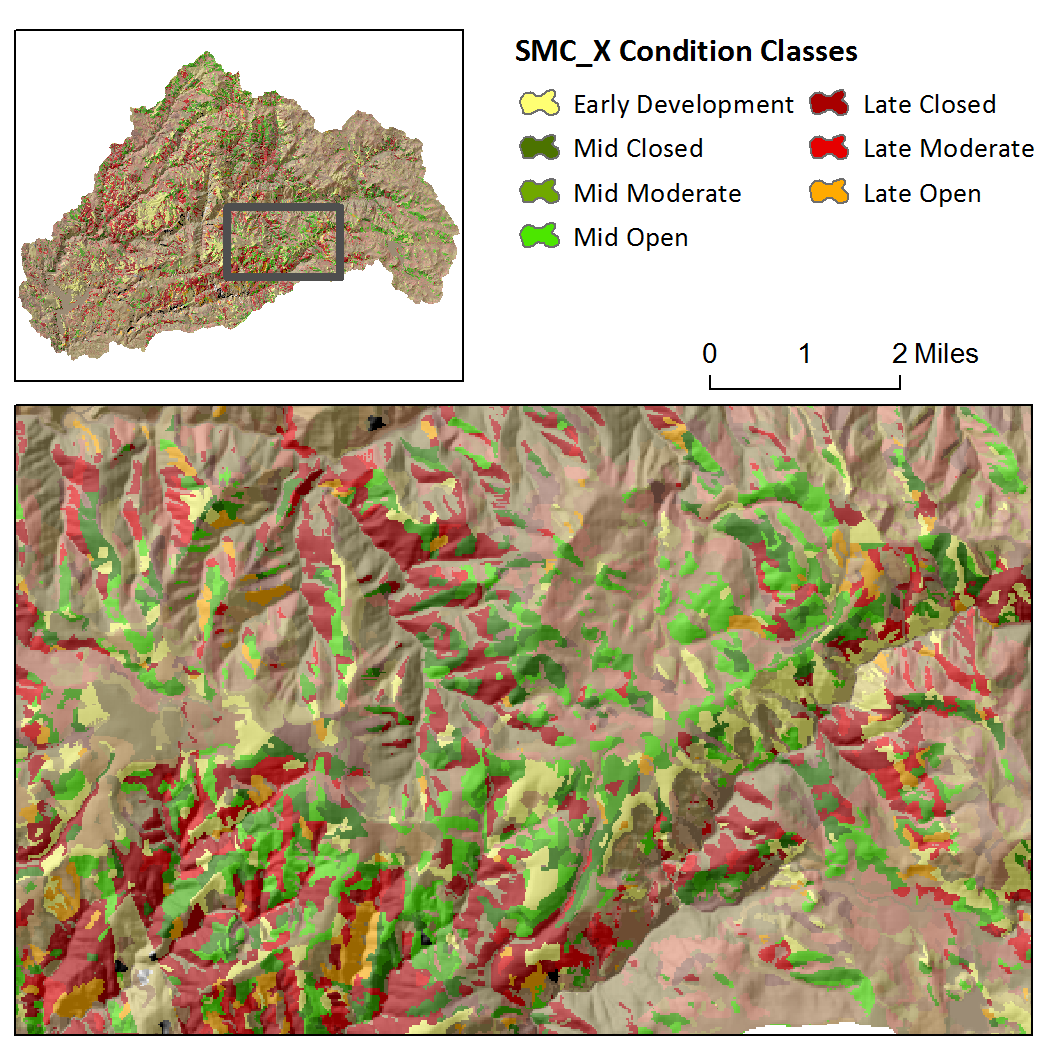 SMC_X Condition Classes
Early Development
Mid Closed
Mid Moderate
Mid Open
Late Closed
Late Moderate
Late Open
0 1 2 Miles